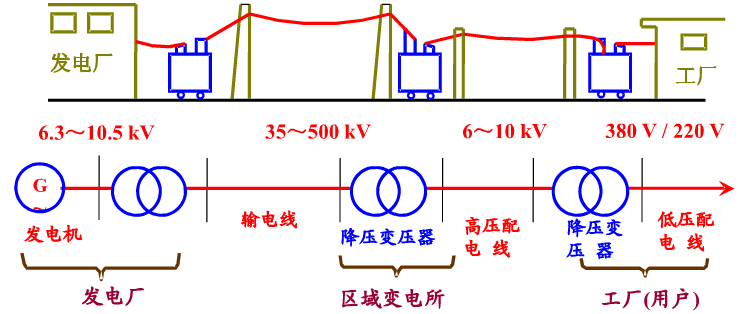 发电厂
工厂
6.3～10.5 kV
35～500 kV
6～10 kV
380 V / 220 V
G
～
发电机
输电线
降压变压器
高压配
电 线
降压变
压 器
低压配
电 线
发电厂
区域变电所
工厂(用户)